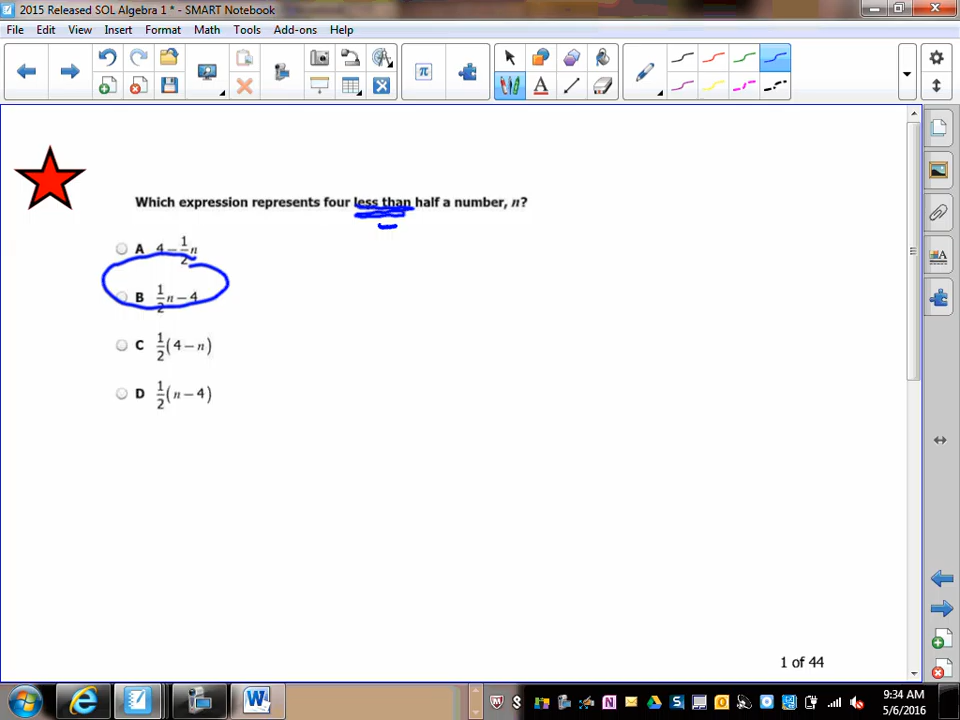 2015 Released SOL Algebra 1 * - SMART Notebook
File Edit View Insert Format Math Tools Add-ons Help
Which expression represents four less than half a number, n?
A 4 − 1/2 n
B 1/2 n − 4
C 1/2 (4 − n)
D 1/2 (n − 4)
1 of 44
9:34 AM
5/6/2016